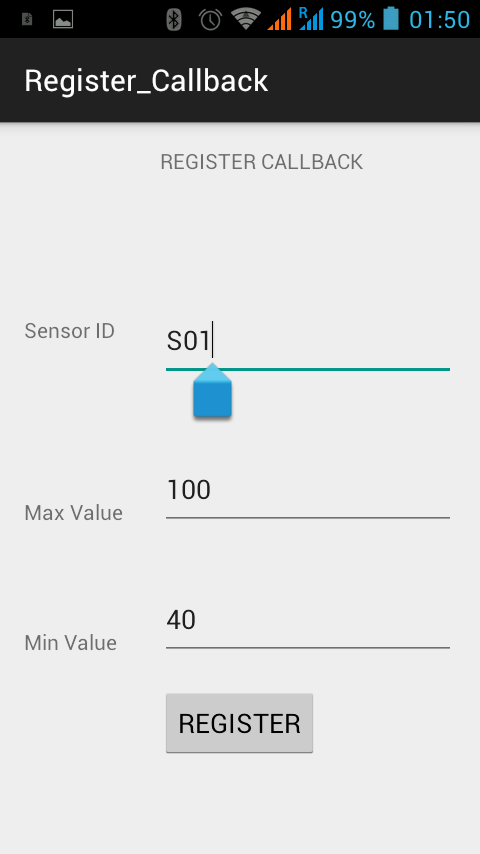 R 99% 01:50
Register_Callback
REGISTER CALLBACK
Sensor ID
S01
100
Max Value
40
Min Value
REGISTER